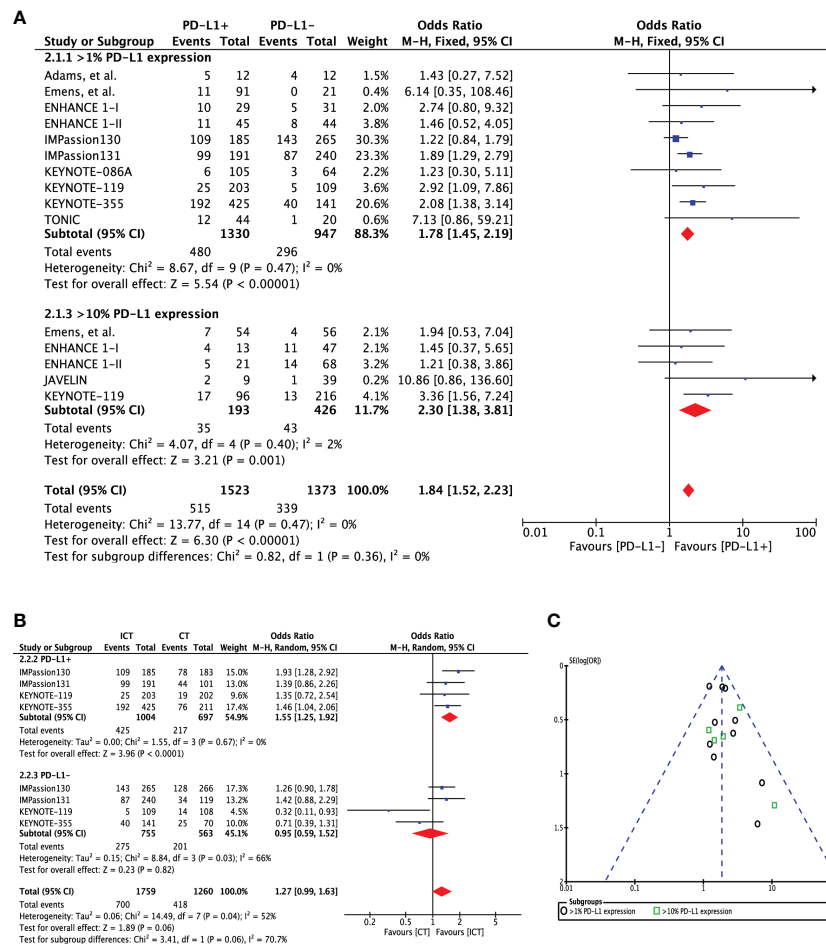 A
PD-L1+ PD-L1- Odds Ratio Odds Ratio
Study or Subgroup Events Total Events Total Weight M-H, Fixed, 95% CI M-H, Fixed, 95% CI
2.1.1 >1% PD-L1 expression
Adams, et al. 5 12 4 12 1.5% 1.43 [0.27, 7.52]
Emens, et al. 11 91 0 21 0.4% 6.14 [0.35, 108.46]
ENHANCE 1-I 10 29 5 31 2.0% 2.74 [0.80, 9.32]
ENHANCE 1-II 11 45 8 44 3.8% 1.46 [0.52, 4.05]
IMPassion130 109 185 143 265 30.3% 1.22 [0.84, 1.79]
IMPassion131 99 191 87 240 23.3% 1.89 [1.29, 2.79]
KEYNOTE-086A 6 105 3 64 2.2% 1.23 [0.30, 5.11]
KEYNOTE-119 25 203 5 109 3.6% 2.92 [1.09, 7.86]
KEYNOTE-355 192 425 40 141 20.6% 2.08 [1.38, 3.14]
TONIC 12 44 1 20 0.6% 7.13 [0.86, 59.21]
Subtotal (95% CI) 1330 947 88.3% 1.78 [1.45, 2.19]
Total events 480 296
Heterogeneity: Chi² = 8.67, df = 9 (P = 0.47); I² = 0%
Test for overall effect: Z = 5.54 (P < 0.00001)
2.1.3 >10% PD-L1 expression
Emens, et al. 7 54 4 56 2.1% 1.94 [0.53, 7.04]
ENHANCE 1-I 4 13 11 47 2.1% 1.45 [0.37, 5.65]
ENHANCE 1-II 5 21 14 68 3.2% 1.21 [0.38, 3.86]
JAVELIN 2 9 1 39 0.2% 10.86 [0.86, 136.60]
KEYNOTE-119 17 96 13 216 4.1% 3.36 [1.56, 7.24]
Subtotal (95% CI) 193 426 11.7% 2.30 [1.38, 3.81]
Total events 35 43
Heterogeneity: Chi² = 4.07, df = 4 (P = 0.40); I² = 2%
Test for overall effect: Z = 3.21 (P = 0.001)
Total (95% CI) 1523 1373 100.0% 1.84 [1.52, 2.23]
Total events 515 339
Heterogeneity: Chi² = 13.77, df = 14 (P = 0.47); I² = 0%
Test for overall effect: Z = 6.30 (P < 0.00001)
Test for subgroup differences: Chi² = 0.82, df = 1 (P = 0.36), I² = 0%
0.01 0.1 1 10 100
Favours [PD-L1-] Favours [PD-L1+]
B
ICT CT Odds Ratio Odds Ratio
Study or Subgroup Events Total Events Total Weight M-H, Random, 95% CI M-H, Random, 95% CI
2.2.2 PD-L1+
IMPassion130 109 185 78 183 15.0% 1.93 [1.28, 2.92]
IMPassion131 99 191 44 101 13.0% 1.39 [0.86, 2.26]
KEYNOTE-119 25 203 19 202 9.6% 1.35 [0.72, 2.54]
KEYNOTE-355 192 425 76 211 17.4% 1.46 [1.04, 2.06]
Subtotal (95% CI) 1004 697 54.9% 1.55 [1.25, 1.92]
Total events 425 217
Heterogeneity: Tau² = 0.00; Chi² = 1.55, df = 3 (P = 0.67); I² = 0%
Test for overall effect: Z = 3.96 (P < 0.0001)
2.2.3 PD-L1-
IMPassion130 143 265 128 266 17.3% 1.26 [0.90, 1.78]
IMPassion131 87 240 34 119 13.2% 1.42 [0.88, 2.29]
KEYNOTE-119 5 109 14 108 4.5% 0.32 [0.11, 0.93]
KEYNOTE-355 40 141 25 70 10.0% 0.71 [0.39, 1.31]
Subtotal (95% CI) 755 563 45.1% 0.95 [0.59, 1.52]
Total events 275 201
Heterogeneity: Tau² = 0.15; Chi² = 8.84, df = 3 (P = 0.03); I² = 66%
Test for overall effect: Z = 0.23 (P = 0.82)
Total (95% CI) 1759 1260 100.0% 1.27 [0.99, 1.63]
Total events 700 418
Heterogeneity: Tau² = 0.06; Chi² = 14.49, df = 7 (P = 0.04); I² = 52%
Test for overall effect: Z = 1.89 (P = 0.06)
Test for subgroup differences: Chi² = 3.41, df = 1 (P = 0.06), I² = 70.7%
0.2 0.5 1 2 5
Favours [CT] Favours [ICT]
C
SE(log[OR])
0
0.5
1
1.5
2
0.01 0.1 1 10
Subgroups
>1% PD-L1 expression >10% PD-L1 expression